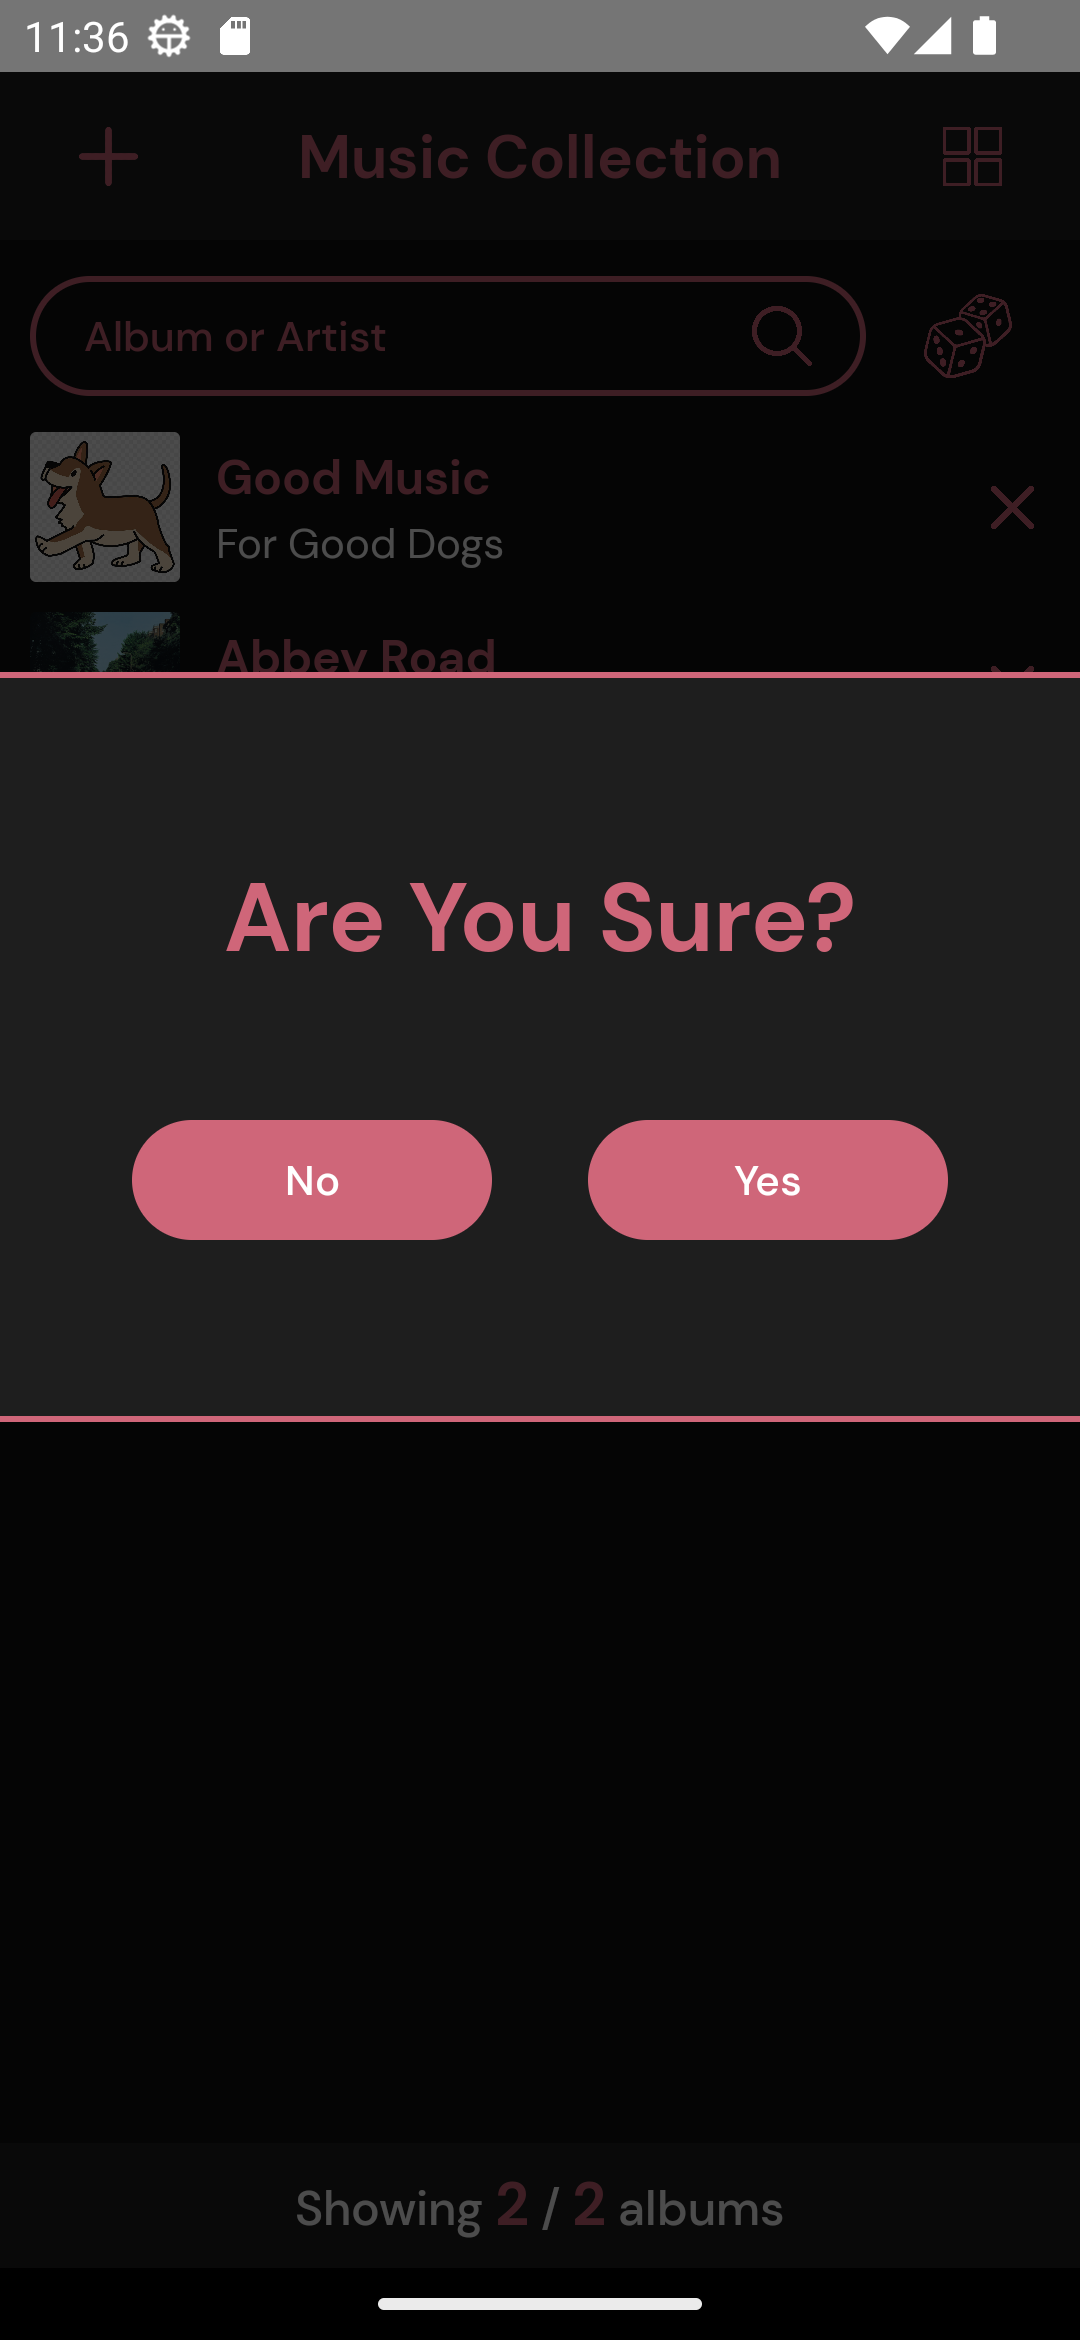 11:36
Music Collection
Album or Artist
Good Music
For Good Dogs
Abbey Road
Are You Sure?
No
Yes
Showing 2 / 2 albums